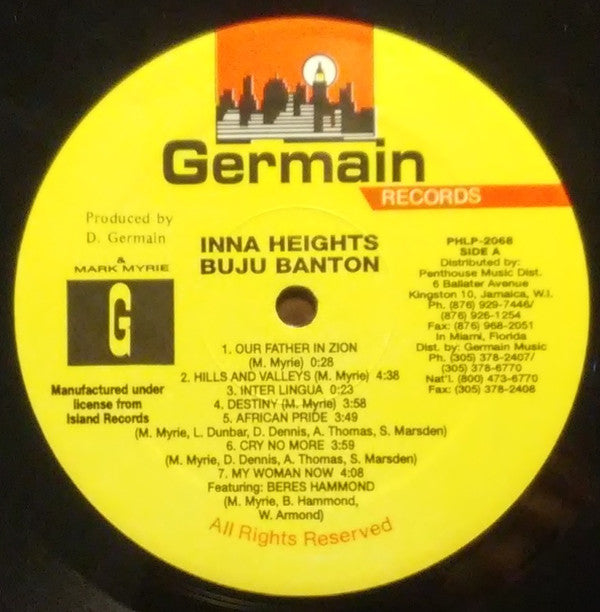 Germain
RECORDS
Produced by
D. Germain
&
MARK MYRIE
G
Manufactured under
license from
Island Records
INNA HEIGHTS
BUJU BANTON
PHLP-2068
SIDE A
Distributed by:
Penthouse Music Dist.
6 Ballater Avenue
Kingston 10, Jamaica, W.I.
Ph. (876) 929-7446/
(876) 926-1254
Fax: (876) 968-2051
In Miami, Florida
Dist. by: Germain Music
Ph. (305) 378-2407/
(305) 378-6770
Nat'l. (800) 473-6770
Fax: (305) 378-2408
1. OUR FATHER IN ZION
(M. Myrie) 0:28
2. HILLS AND VALLEYS (M. Myrie) 4:38
3. INTER LINGUA 0:23
4. DESTINY (M. Myrie) 3:58
5. AFRICAN PRIDE 3:49
(M. Myrie, L. Dunbar, D. Dennis, A. Thomas, S. Marsden)
6. CRY NO MORE 3:59
(M. Myrie, D. Dennis, A. Thomas, S. Marsden)
7. MY WOMAN NOW 4:08
Featuring: BERES HAMMOND
(M. Myrie, B. Hammond,
W. Armond)
All Rights Reserved